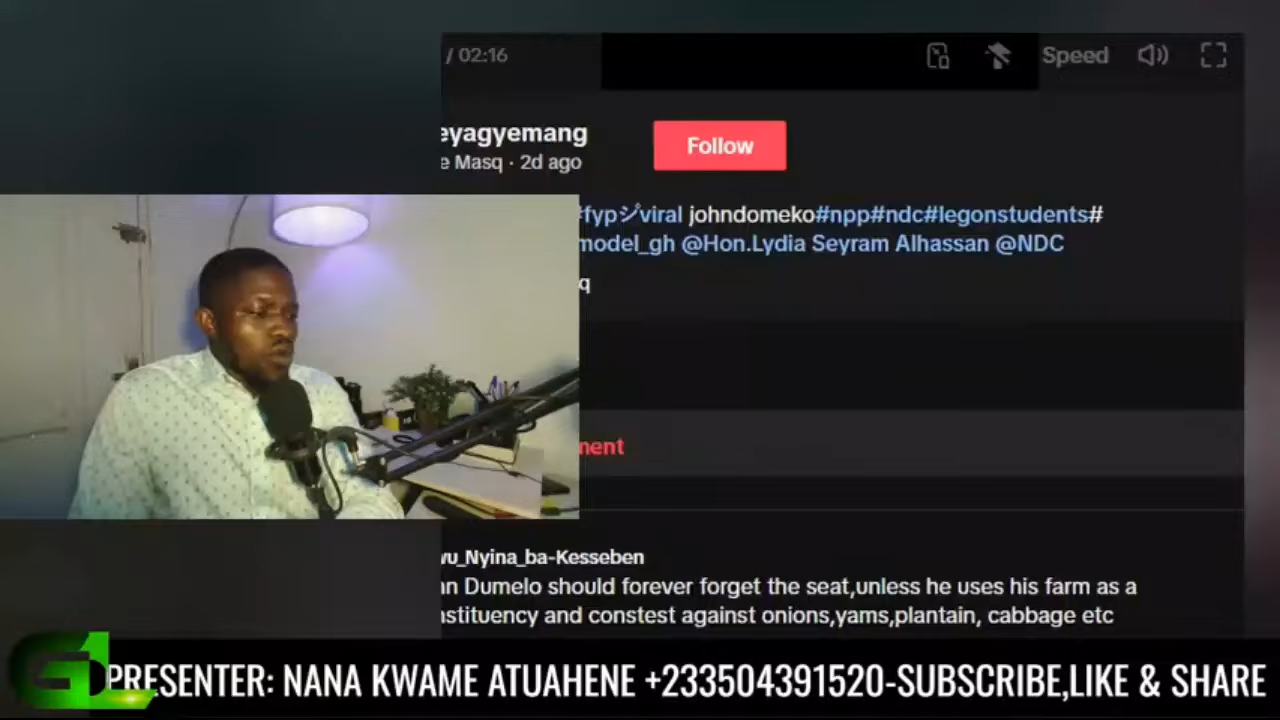 / 02:16
Speed
eyagyemang
Follow
e Masq · 2d ago
#fypシviral johndomeko#npp#ndc#legonstudents#
model_gh @Hon.Lydia Seyram Alhassan @NDC
q
ment
wu_Nyina_ba-Kesseben
hn Dumelo should forever forget the seat,unless he uses his farm as a
nstituency and constest against onions,yams,plantain, cabbage etc
PRESENTER: NANA KWAME ATUAHENE +233504391520-SUBSCRIBE,LIKE & SHARE